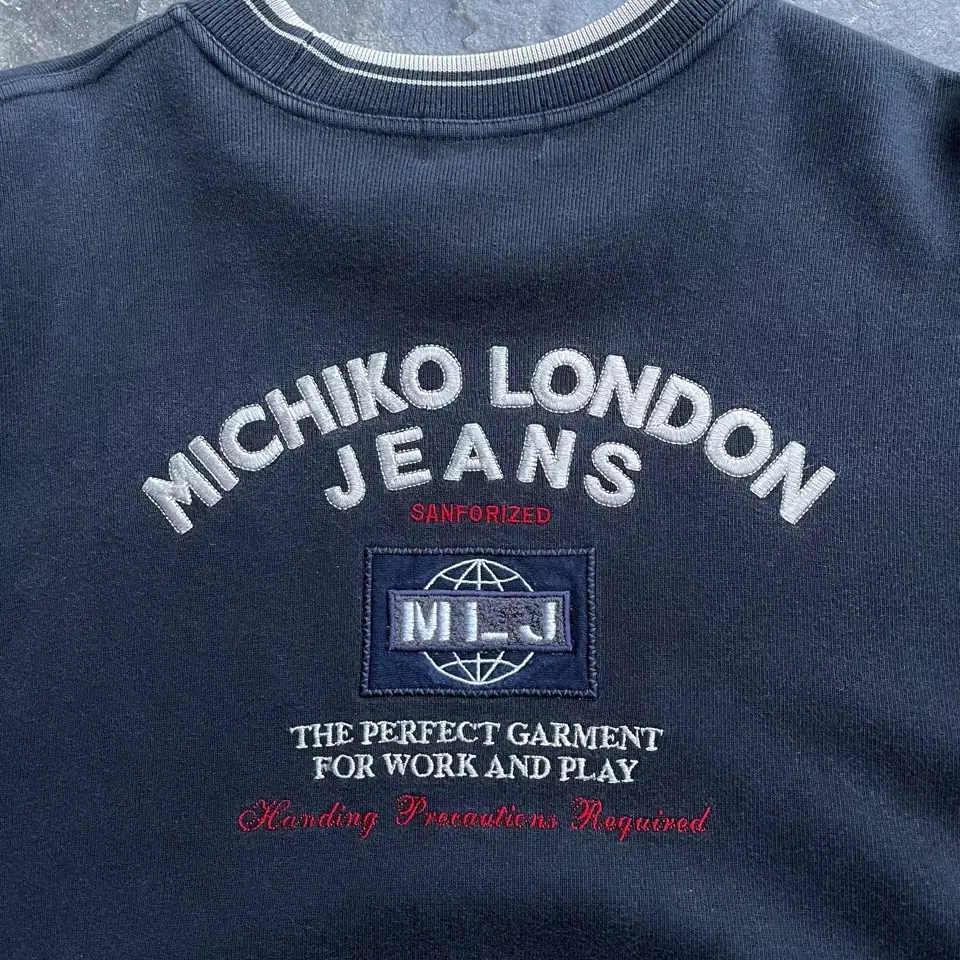 MICHIKO LONDON
JEANS
SANFORIZED
MLJ
THE PERFECT GARMENT
FOR WORK AND PLAY
Handing Precautions Required